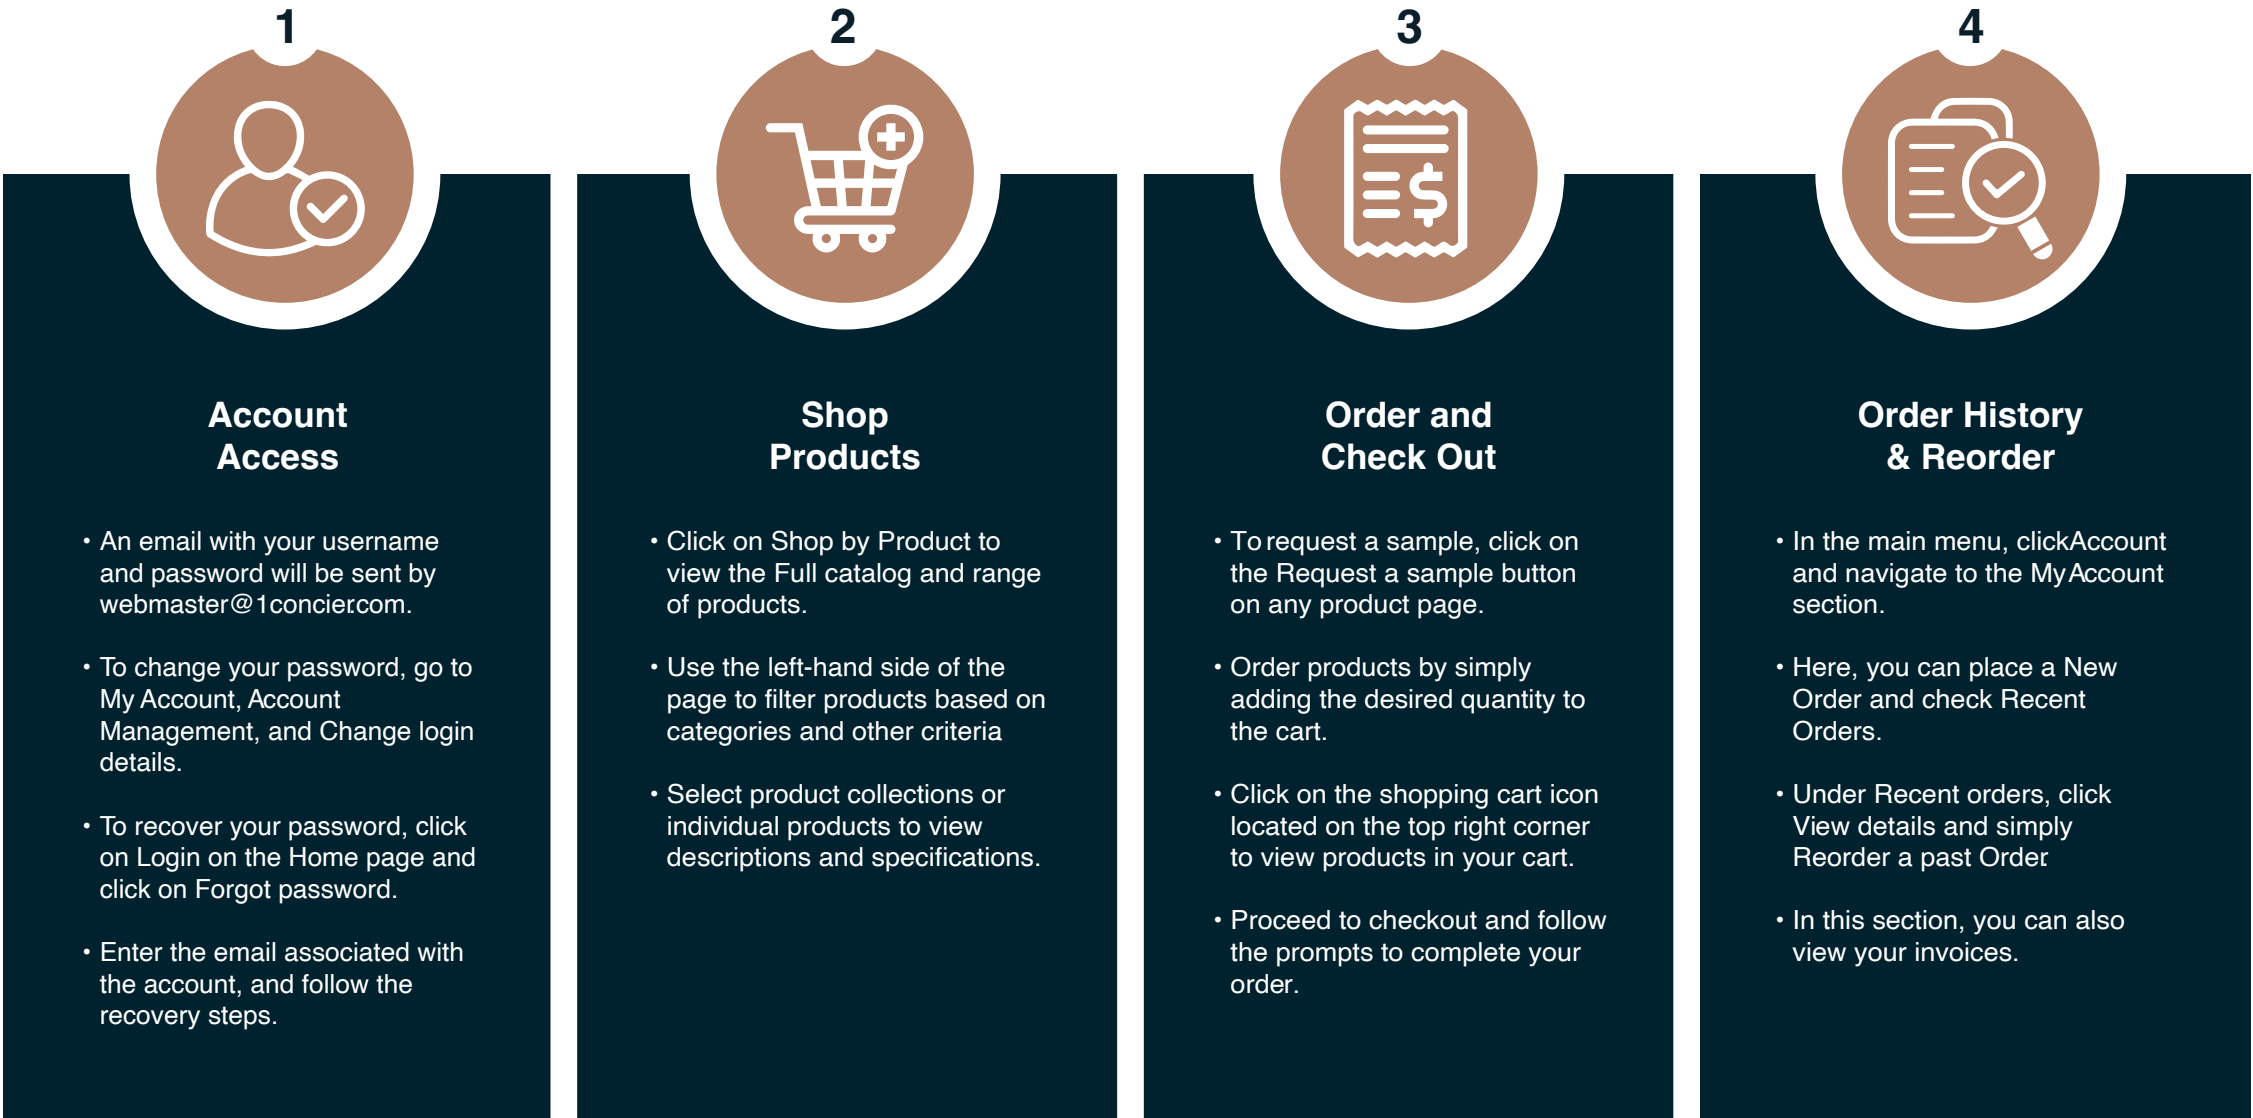 1
Account
Access
• An email with your username
and password will be sent by
webmaster@1concier.com.
• To change your password, go to
My Account, Account
Management, and Change login
details.
• To recover your password, click
on Login on the Home page and
click on Forgot password.
• Enter the email associated with
the account, and follow the
recovery steps.
2
Shop
Products
• Click on Shop by Product to
view the Full catalog and range
of products.
• Use the left-hand side of the
page to filter products based on
categories and other criteria
• Select product collections or
individual products to view
descriptions and specifications.
3
$
Order and
Check Out
• To request a sample, click on
the Request a sample button
on any product page.
• Order products by simply
adding the desired quantity to
the cart.
• Click on the shopping cart icon
located on the top right corner
to view products in your cart.
• Proceed to checkout and follow
the prompts to complete your
order.
4
Order History
& Reorder
• In the main menu, clickAccount
and navigate to the My Account
section.
• Here, you can place a New
Order and check Recent
Orders.
• Under Recent orders, click
View details and simply
Reorder a past Order.
• In this section, you can also
view your invoices.